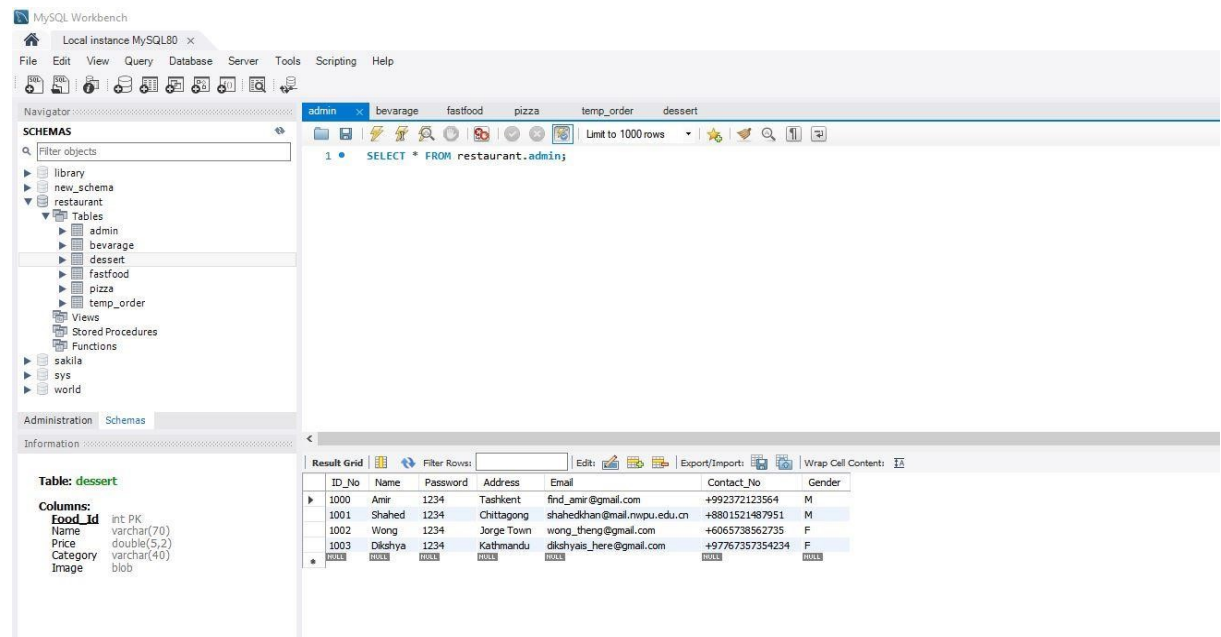 MySQL Workbench
Local instance MySQL80 ×
File Edit View Query Database Server Tools Scripting Help
Navigator
SCHEMAS
Filter objects
library
new_schema
restaurant
Tables
admin
bevarage
dessert
fastfood
pizza
temp_order
Views
Stored Procedures
Functions
sakila
sys
world
Administration Schemas
Information
Table: dessert
Columns:
Food_Id int PK
Name varchar(70)
Price double(5,2)
Category varchar(40)
Image blob
admin × bevarage fastfood pizza temp_order dessert
Limit to 1000 rows
1 SELECT * FROM restaurant.admin;
Result Grid Filter Rows: Edit: Export/Import: Wrap Cell Content:
ID_No Name Password Address Email Contact_No Gender
1000 Amir 1234 Tashkent find_amir@gmail.com +992372123564 M
1001 Shahed 1234 Chittagong shahedkhan@mail.nwpu.edu.cn +8801521487951 M
1002 Wong 1234 Jorge Town wong_theng@gmail.com +6065738562735 F
1003 Dikshya 1234 Kathmandu dikshyais_here@gmail.com +97767357354234 F
NULL NULL NULL NULL NULL NULL NULL